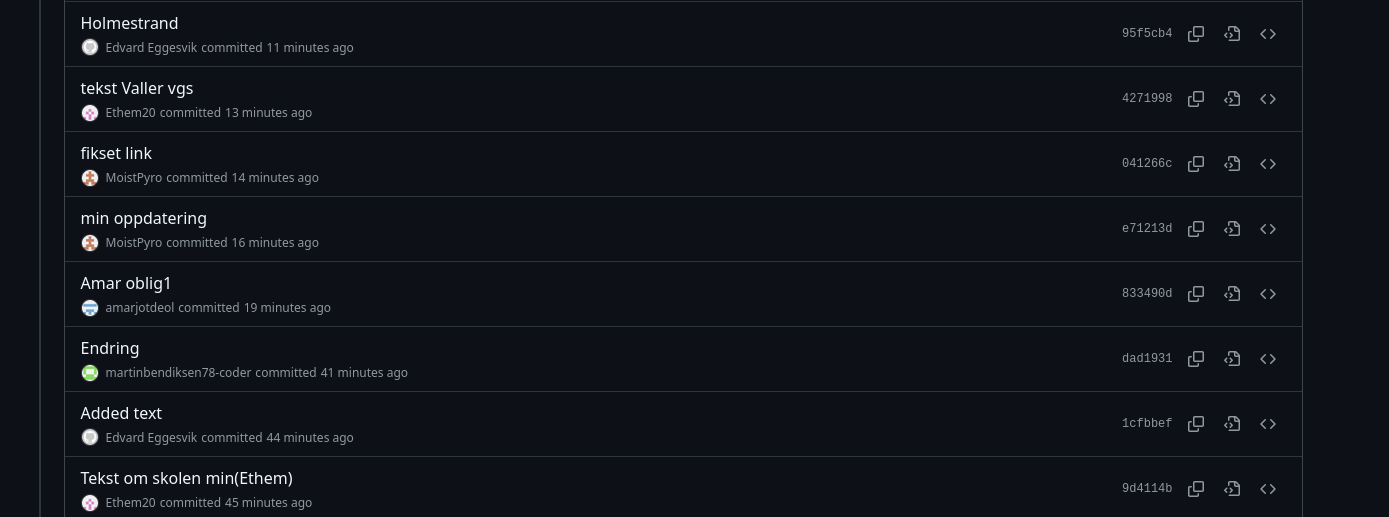 Holmestrand
Edvard Eggesvik committed 11 minutes ago
95f5cb4
tekst Valler vgs
Ethem20 committed 13 minutes ago
4271998
fikset link
MoistPyro committed 14 minutes ago
041266c
min oppdatering
MoistPyro committed 16 minutes ago
e71213d
Amar oblig1
amarjotdeol committed 19 minutes ago
833490d
Endring
martinbendiksen78-coder committed 41 minutes ago
dad1931
Added text
Edvard Eggesvik committed 44 minutes ago
1cfbbef
Tekst om skolen min(Ethem)
Ethem20 committed 45 minutes ago
9d4114b